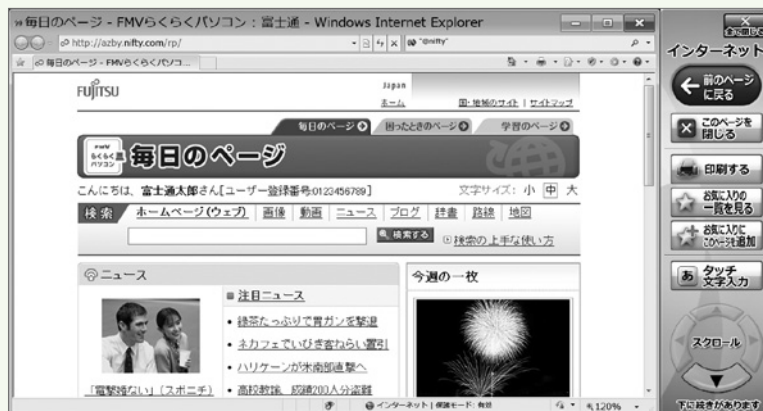 毎日のページ - FMVらくらくパソコン : 富士通 - Windows Internet Explorer
http://azby.nifty.com/rp/
@nifty
毎日のページ - FMVらくらくパソコ...
FUJITSU
Japan
ホーム
国・地域のサイト | サイトマップ
毎日のページ
困ったときのページ
学習のページ
FMV
らくらく
パソコン
毎日のページ
こんにちは、富士通太郎さん[ユーザー登録番号:0123456789]
文字サイズ: 小 中 大
検索
ホームページ(ウェブ) | 画像 | 動画 | ニュース | ブログ | 辞書 | 路線 | 地図
検索する
検索の上手な使い方
ニュース
注目ニュース
・緑茶たっぷりで胃ガンを撃退
・ネカフェでいびき客ねらい置引
・ハリケーンが米南部直撃へ
・高校教諭、成績200人分盗難
「電撃婚ない」(スポニチ)
今週の一枚
インターネット | 保護モード: 有効
120%
全て閉じる
インターネット
前のページ
に戻る
このページを
閉じる
印刷する
お気に入りの
一覧を見る
お気に入りに
このページを追加
あ
タッチ
文字入力
スクロール
下に続きがあります